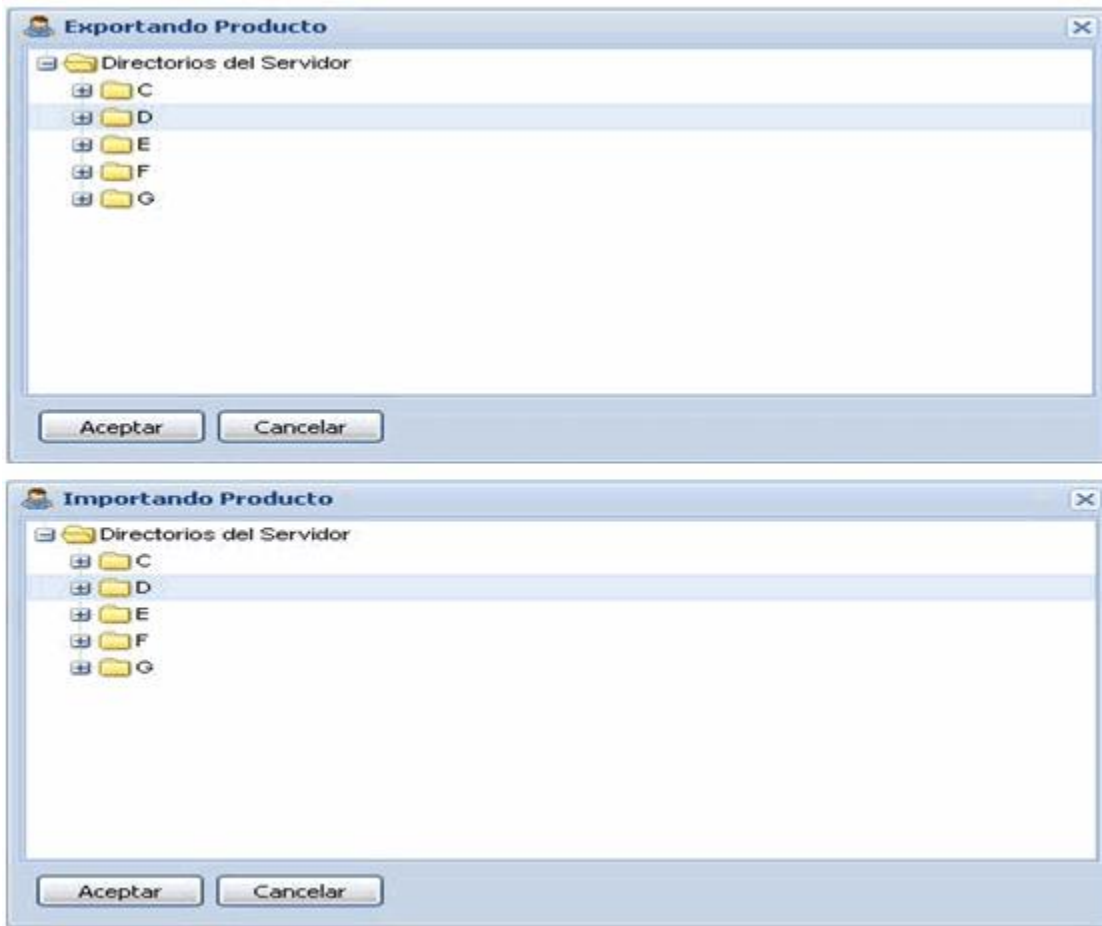 Exportando Producto
Directorios del Servidor
C
D
E
F
G
Aceptar Cancelar
Importando Producto
Directorios del Servidor
C
D
E
F
G
Aceptar Cancelar